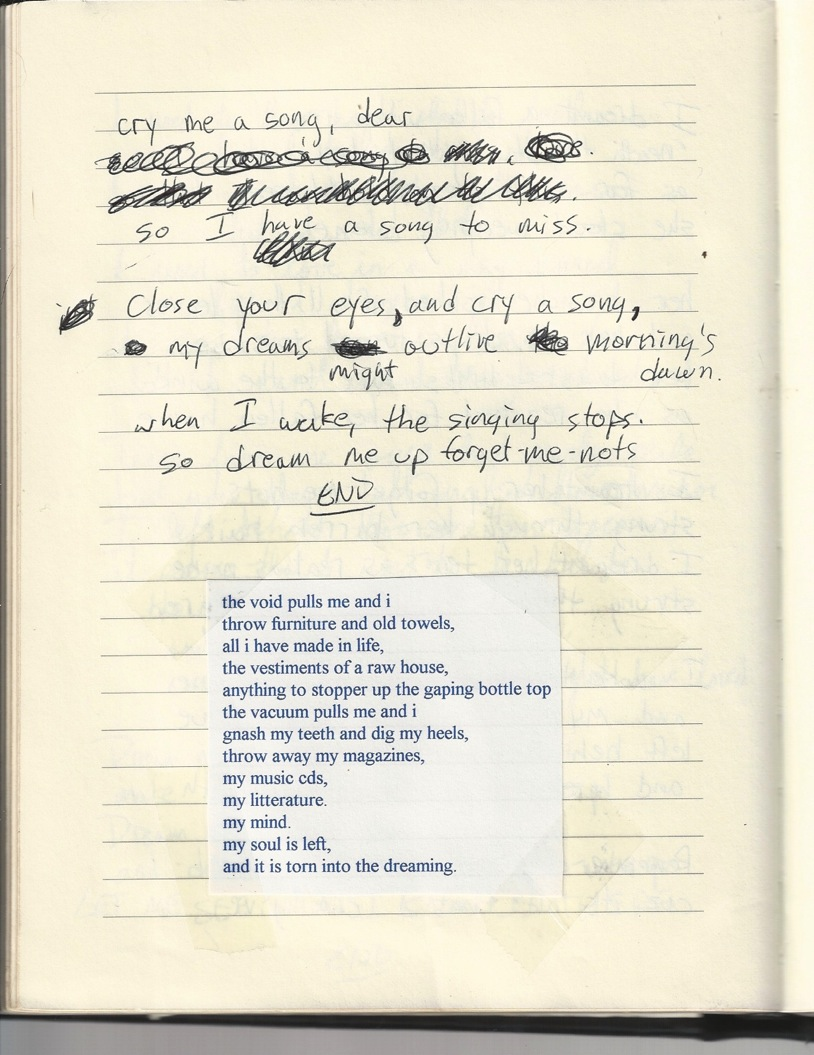 cry me a song, dear
so I have a song to miss.
Close your eyes, and cry a song,
my dreams might outlive morning's
dawn.
when I wake, the singing stops.
so dream me up forget-me-nots
END
the void pulls me and i
throw furniture and old towels,
all i have made in life,
the vestiments of a raw house,
anything to stopper up the gaping bottle top
the vacuum pulls me and i
gnash my teeth and dig my heels,
throw away my magazines,
my music cds,
my litterature.
my mind.
my soul is left,
and it is torn into the dreaming.